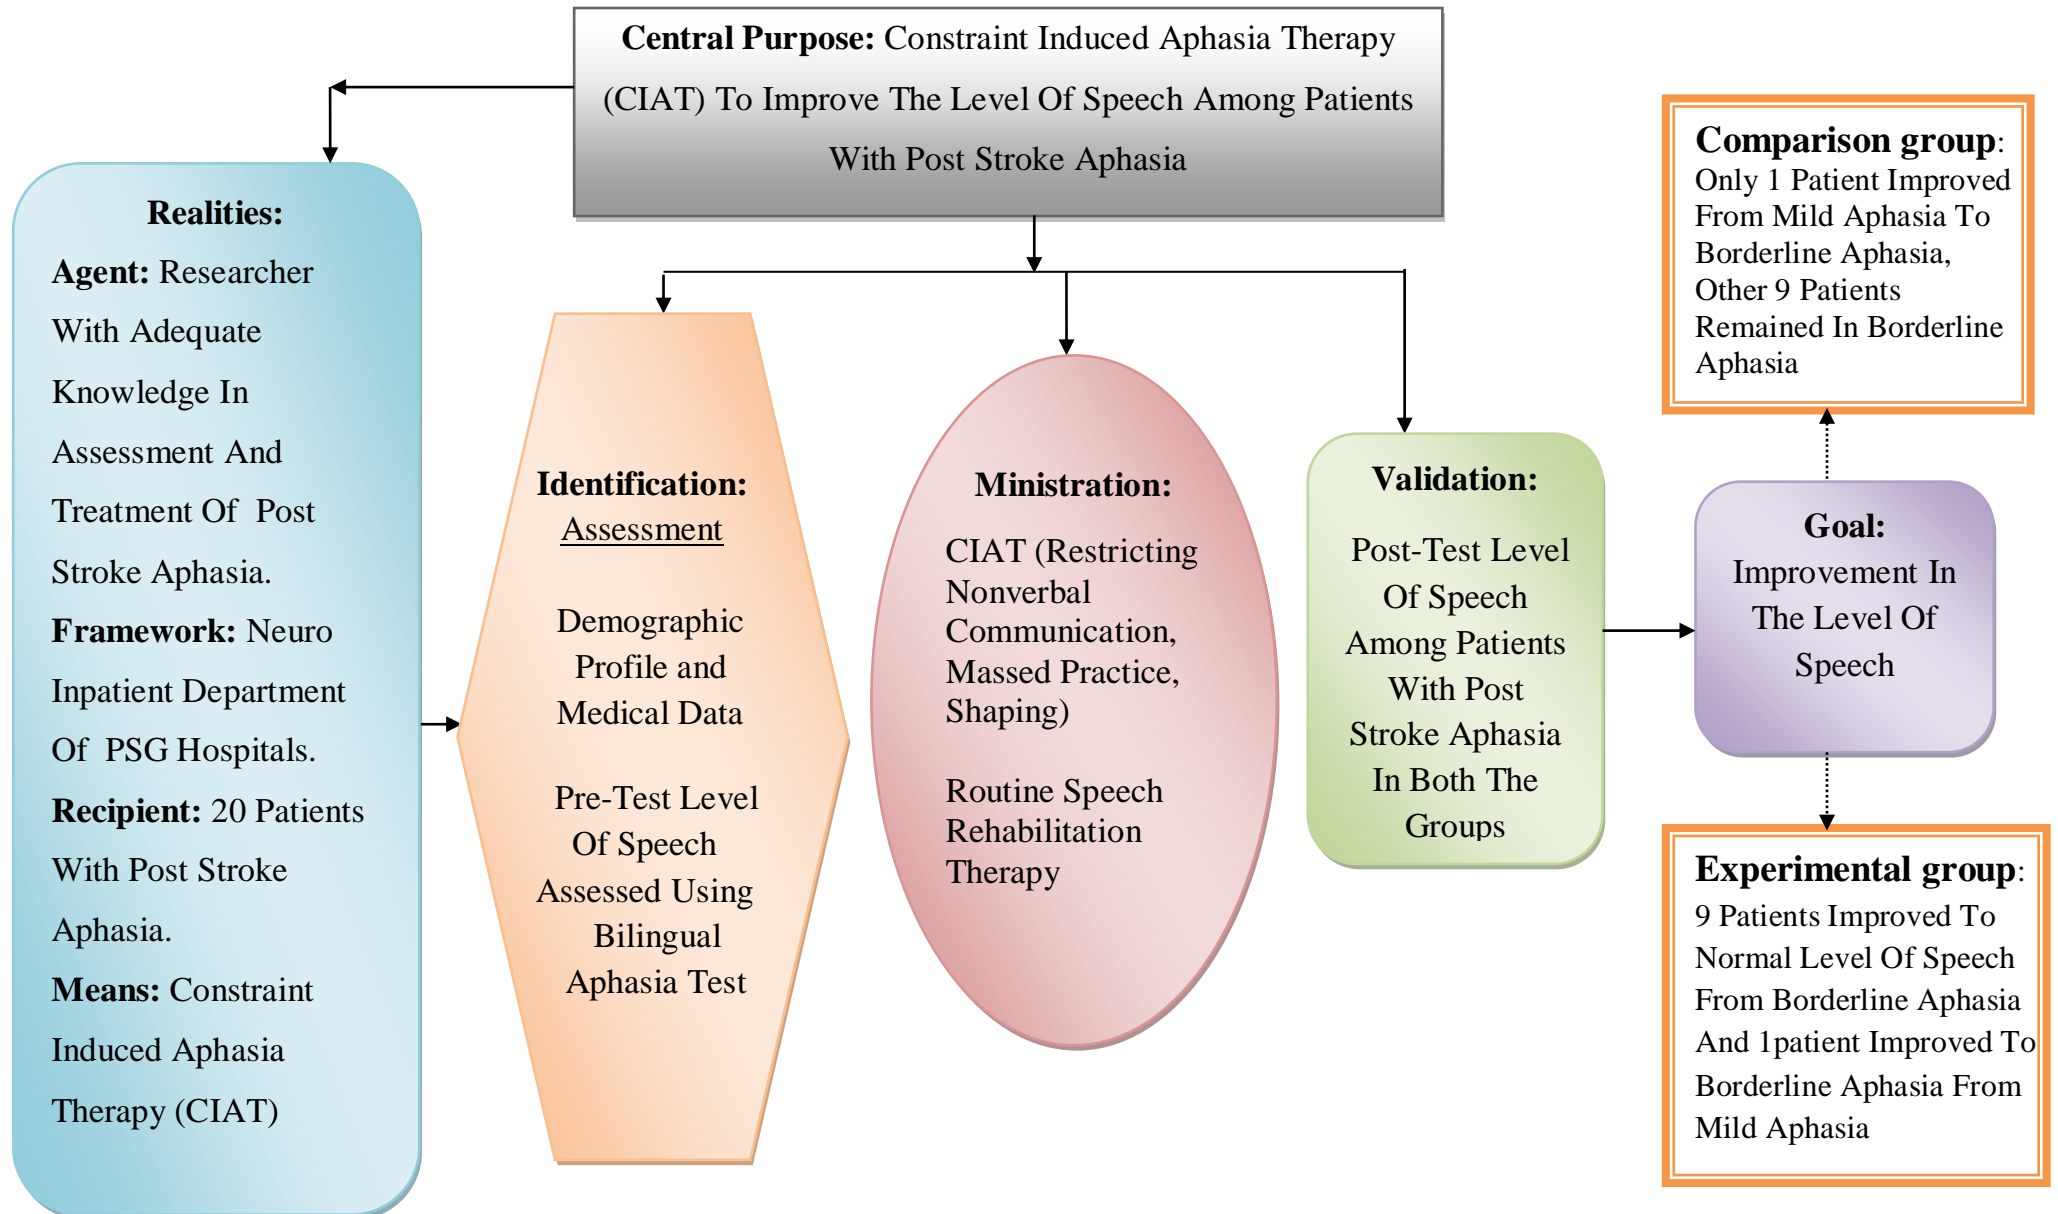 Central Purpose: Constraint Induced Aphasia Therapy
(CIAT) To Improve The Level Of Speech Among Patients
With Post Stroke Aphasia
Realities:
Agent: Researcher
With Adequate
Knowledge In
Assessment And
Treatment Of Post
Stroke Aphasia.
Framework: Neuro
Inpatient Department
Of PSG Hospitals.
Recipient: 20 Patients
With Post Stroke
Aphasia.
Means: Constraint
Induced Aphasia
Therapy (CIAT)
Identification:
Assessment
Demographic
Profile and
Medical Data
Pre-Test Level
Of Speech
Assessed Using
Bilingual
Aphasia Test
Ministration:
CIAT (Restricting
Nonverbal
Communication,
Massed Practice,
Shaping)
Routine Speech
Rehabilitation
Therapy
Validation:
Post-Test Level
Of Speech
Among Patients
With Post
Stroke Aphasia
In Both The
Groups
Goal:
Improvement In
The Level Of
Speech
Comparison group:
Only 1 Patient Improved
From Mild Aphasia To
Borderline Aphasia,
Other 9 Patients
Remained In Borderline
Aphasia
Experimental group:
9 Patients Improved To
Normal Level Of Speech
From Borderline Aphasia
And 1patient Improved To
Borderline Aphasia From
Mild Aphasia